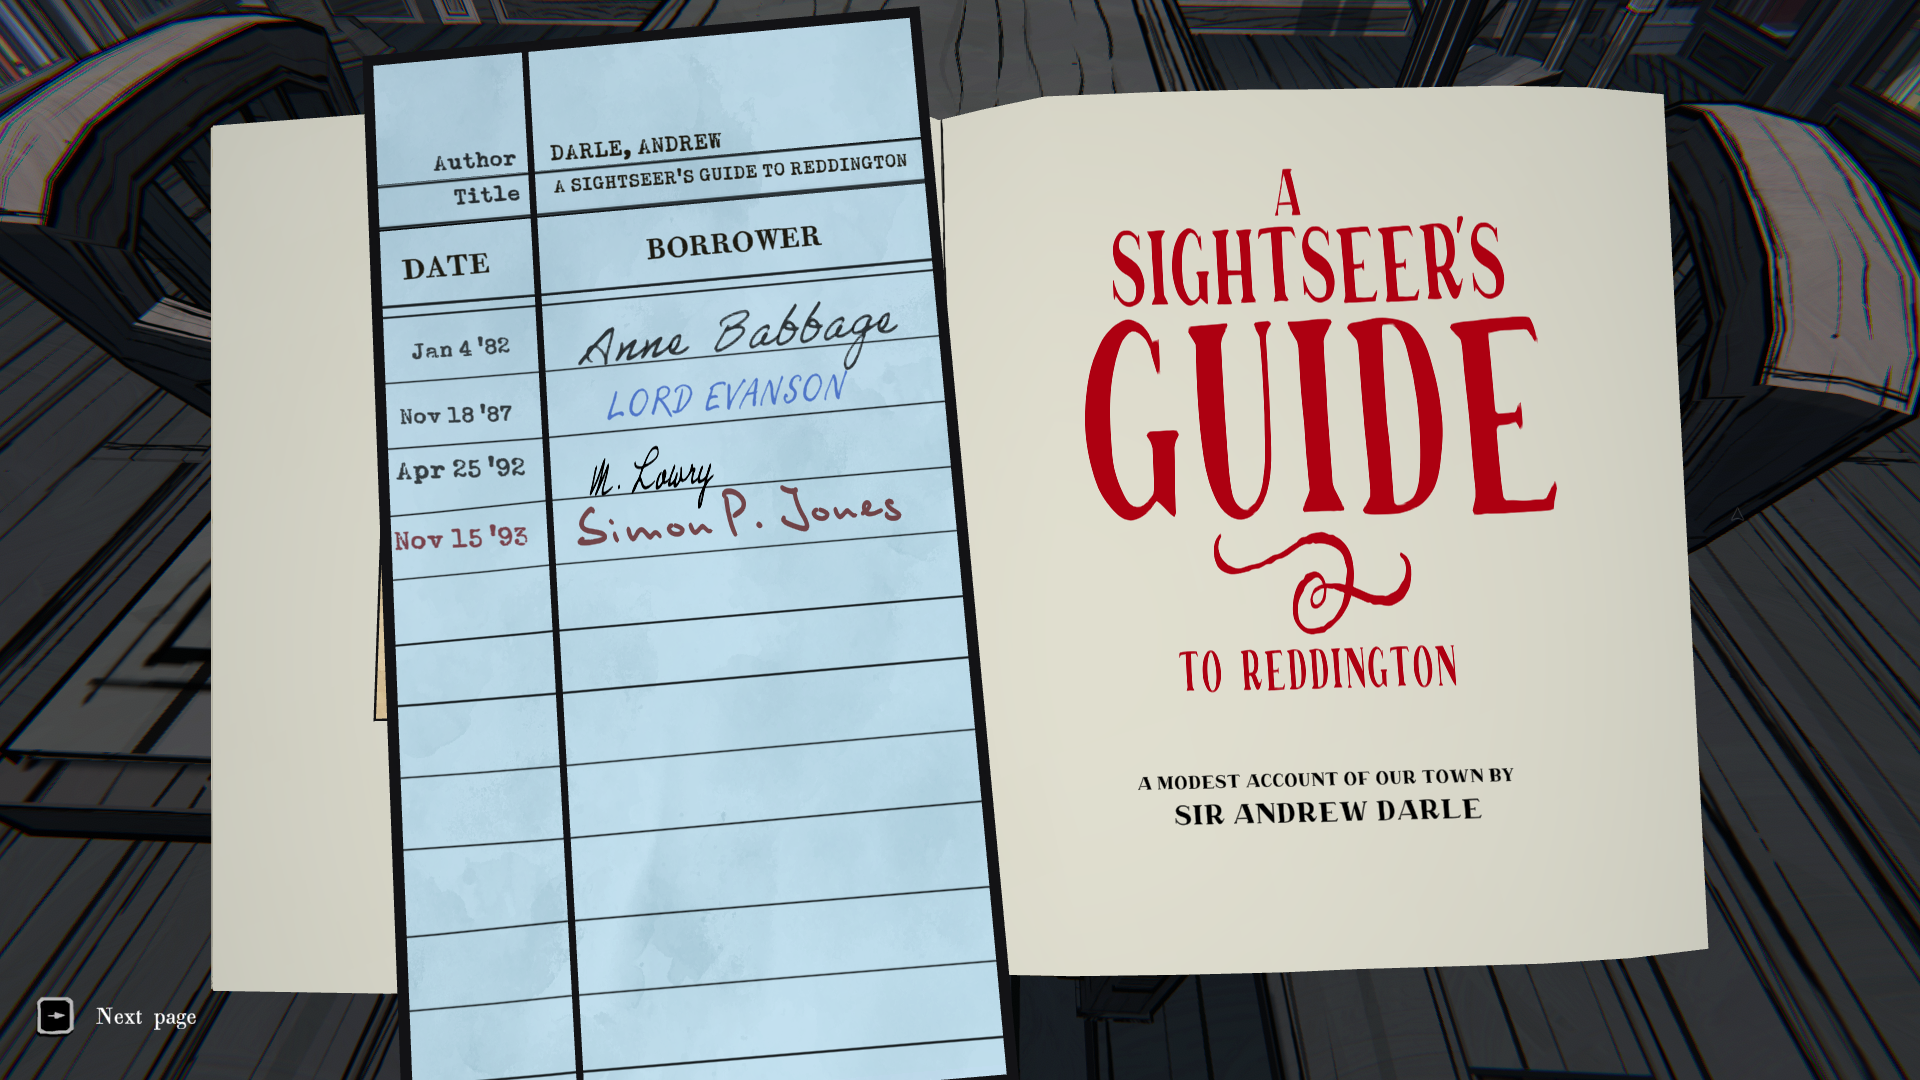 Author DARLE, ANDREW
Title A SIGHTSEER'S GUIDE TO REDDINGTON
DATE BORROWER
Jan 4 '82 Anne Babbage
Nov 18 '87 LORD EVANSON
Apr 25 '92 M. Lowry
Nov 15 '93 Simon P. Jones
A
SIGHTSEER'S
GUIDE
TO REDDINGTON
A MODEST ACCOUNT OF OUR TOWN BY
SIR ANDREW DARLE
Next page